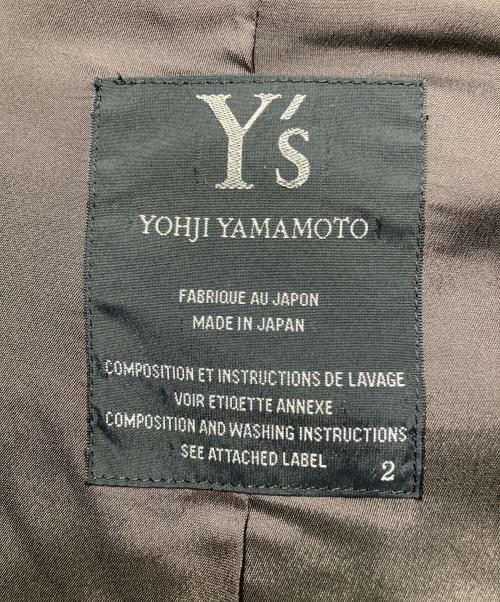 Y's
YOHJI YAMAMOTO
FABRIQUE AU JAPON
MADE IN JAPAN
COMPOSITION ET INSTRUCTIONS DE LAVAGE
VOIR ETIQETTE ANNEXE
COMPOSITION AND WASHING INSTRUCTIONS
SEE ATTACHED LABEL
2